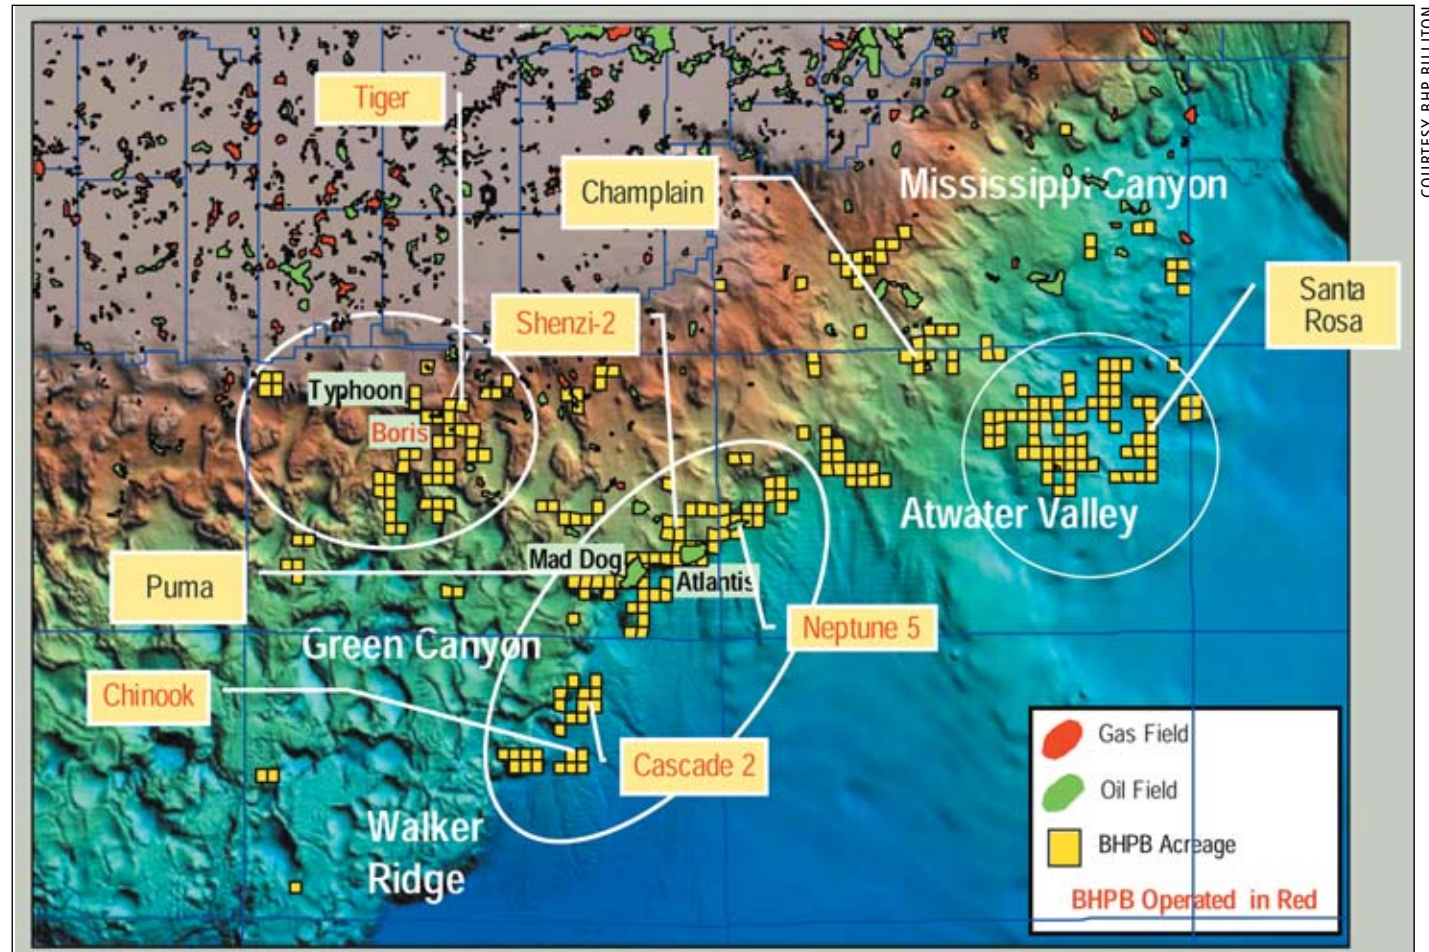 COURTESY BHP BILLITON
Tiger
Champlain
Mississippi Canyon
Santa
Rosa
Shenzi-2
Typhoon
Boris
Atwater Valley
Mad Dog
Atlantis
Puma
Neptune 5
Green Canyon
Chinook
Cascade 2
Walker
Ridge
Gas Field
Oil Field
BHPB Acreage
BHPB Operated in Red